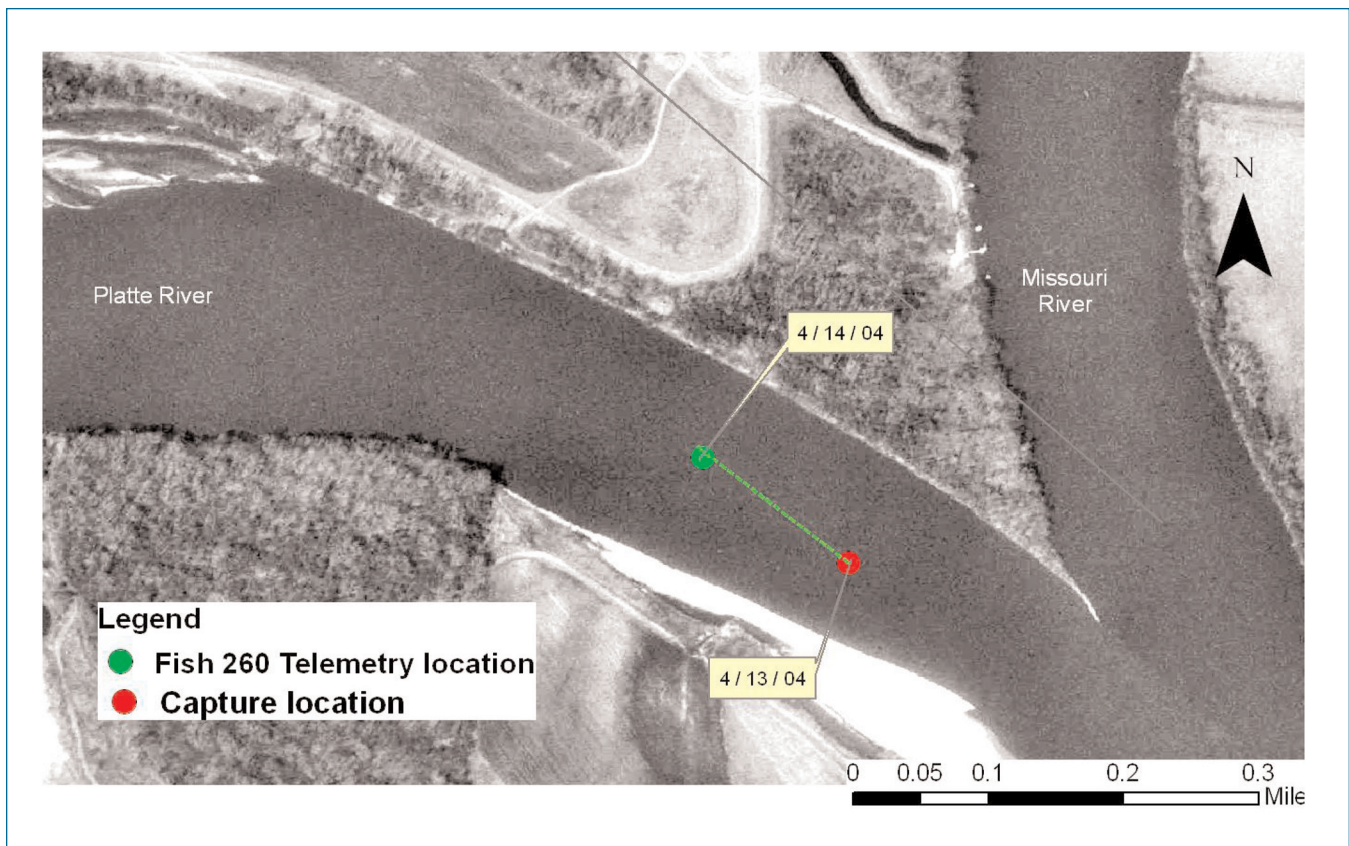 N
Platte River
Missouri
River
4 / 14 / 04
4 / 13 / 04
Legend
Fish 260 Telemetry location
Capture location
0 0.05 0.1 0.2 0.3
Mile